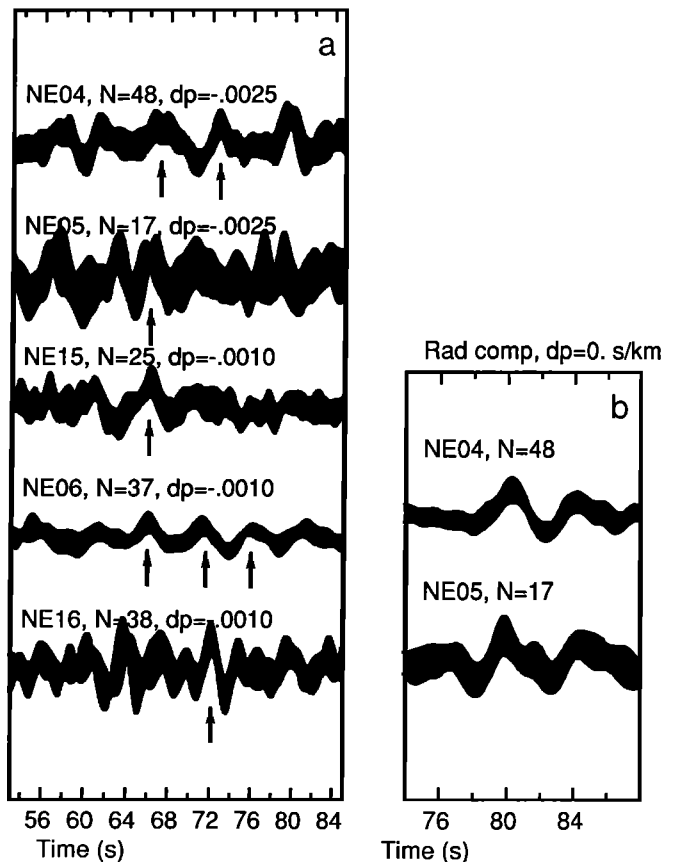 a
NE04, N=48, dp=-.0025
NE05, N=17, dp=-.0025
NE15, N=25, dp=-.0010
NE06, N=37, dp=-.0010
NE16, N=38, dp=-.0010
56 60 64 68 72 76 80 84
Time (s)
Rad comp, dp=0. s/km
b
NE04, N=48
NE05, N=17
76 80 84
Time (s)